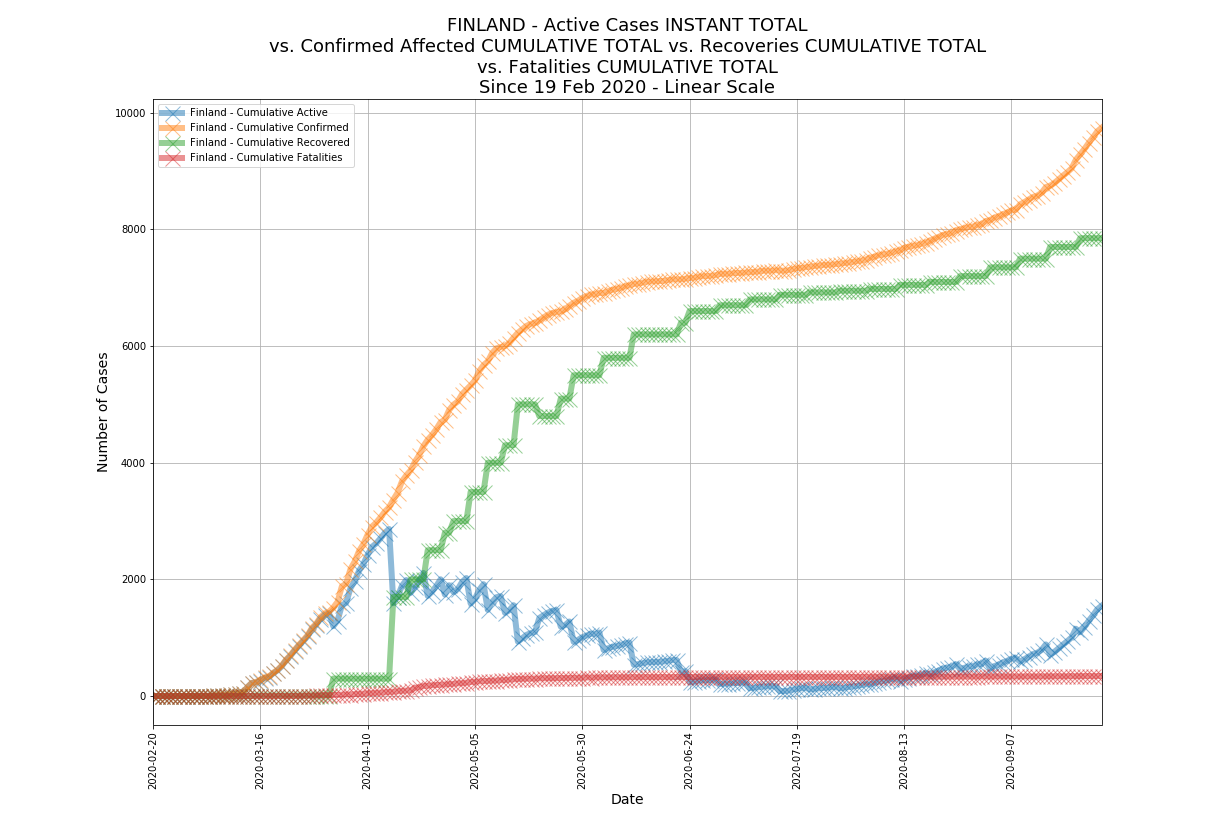 FINLAND - Active Cases INSTANT TOTAL
vs. Confirmed Affected CUMULATIVE TOTAL vs. Recoveries CUMULATIVE TOTAL
vs. Fatalities CUMULATIVE TOTAL
Since 19 Feb 2020 - Linear Scale
Finland - Cumulative Active
Finland - Cumulative Confirmed
Finland - Cumulative Recovered
Finland - Cumulative Fatalities
10000
8000
6000
4000
2000
0
Number of Cases
2020-02-20
2020-03-16
2020-04-10
2020-05-05
2020-05-30
2020-06-24
2020-07-19
2020-08-13
2020-09-07
Date